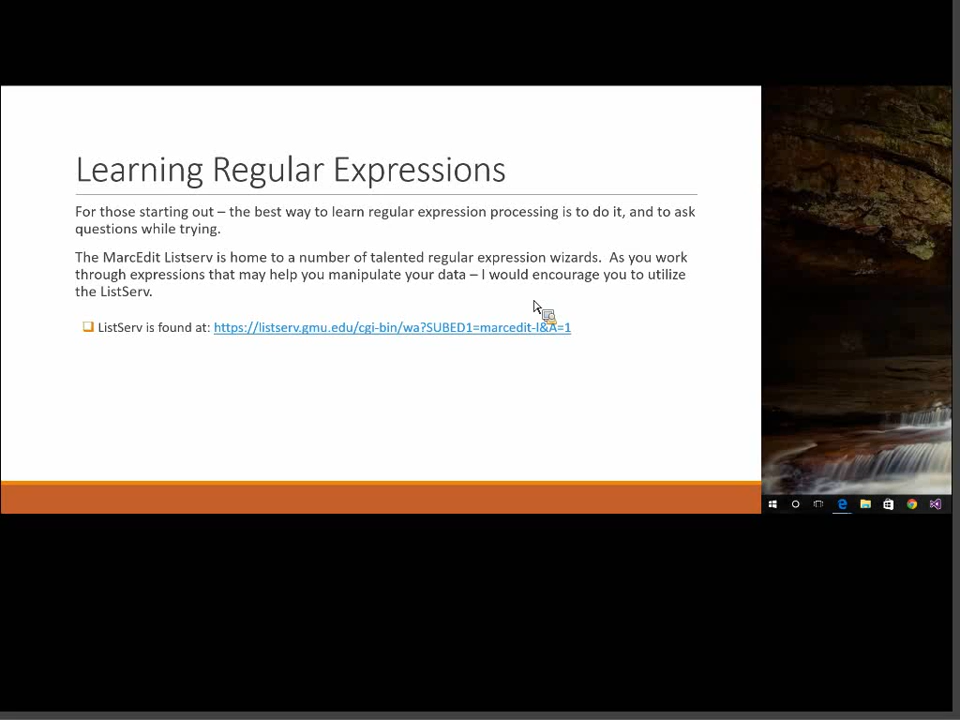 Learning Regular Expressions
For those starting out – the best way to learn regular expression processing is to do it, and to ask
questions while trying.
The MarcEdit Listserv is home to a number of talented regular expression wizards.  As you work
through expressions that may help you manipulate your data – I would encourage you to utilize
the ListServ.
ListServ is found at: https://listserv.gmu.edu/cgi-bin/wa?SUBED1=marcedit-l&A=1